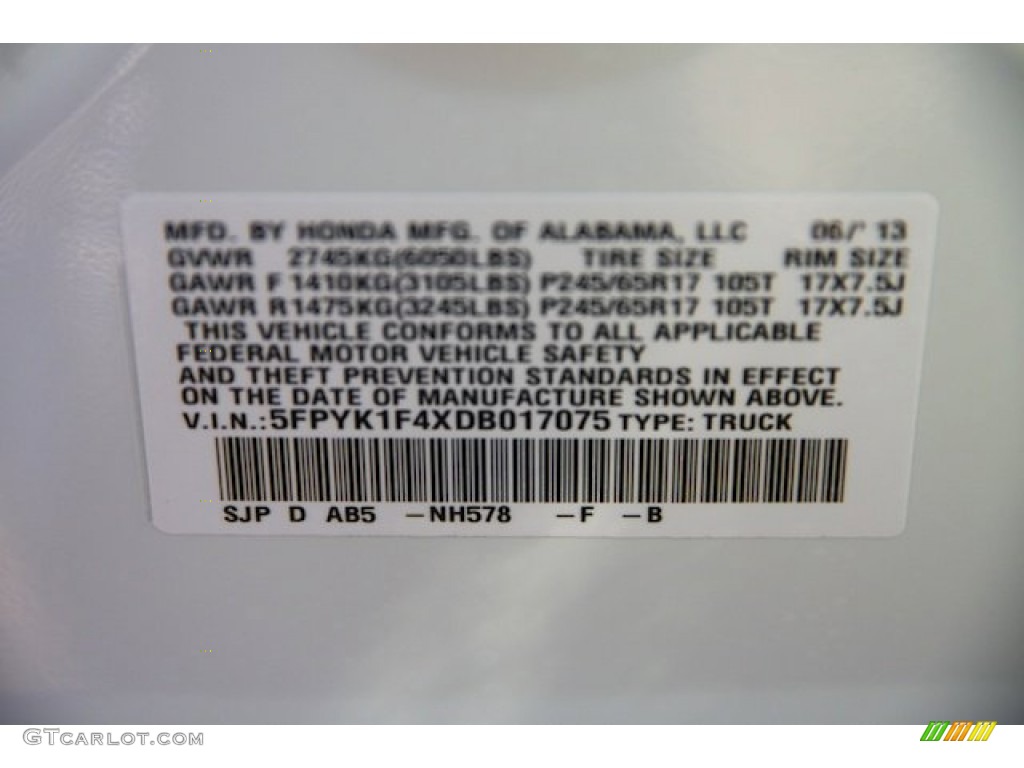 MFD. BY HONDA MFG. OF ALABAMA, LLC 06/' 13
GVWR 2745KG(6050LBS) TIRE SIZE RIM SIZE
GAWR F 1410KG(3105LBS) P245/65R17 105T 17X7.5J
GAWR R1475KG(3245LBS) P245/65R17 105T 17X7.5J
THIS VEHICLE CONFORMS TO ALL APPLICABLE
FEDERAL MOTOR VEHICLE SAFETY
AND THEFT PREVENTION STANDARDS IN EFFECT
ON THE DATE OF MANUFACTURE SHOWN ABOVE.
V.I.N.:5FPYK1F4XDB017075 TYPE: TRUCK
SJP D AB5 -NH578 -F -B
GTCARLOT.COM